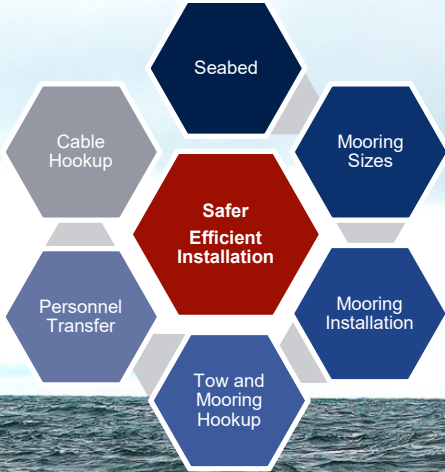 Seabed
Cable
Hookup
Mooring
Sizes
Safer
Efficient
Installation
Personnel
Transfer
Mooring
Installation
Tow and
Mooring
Hookup